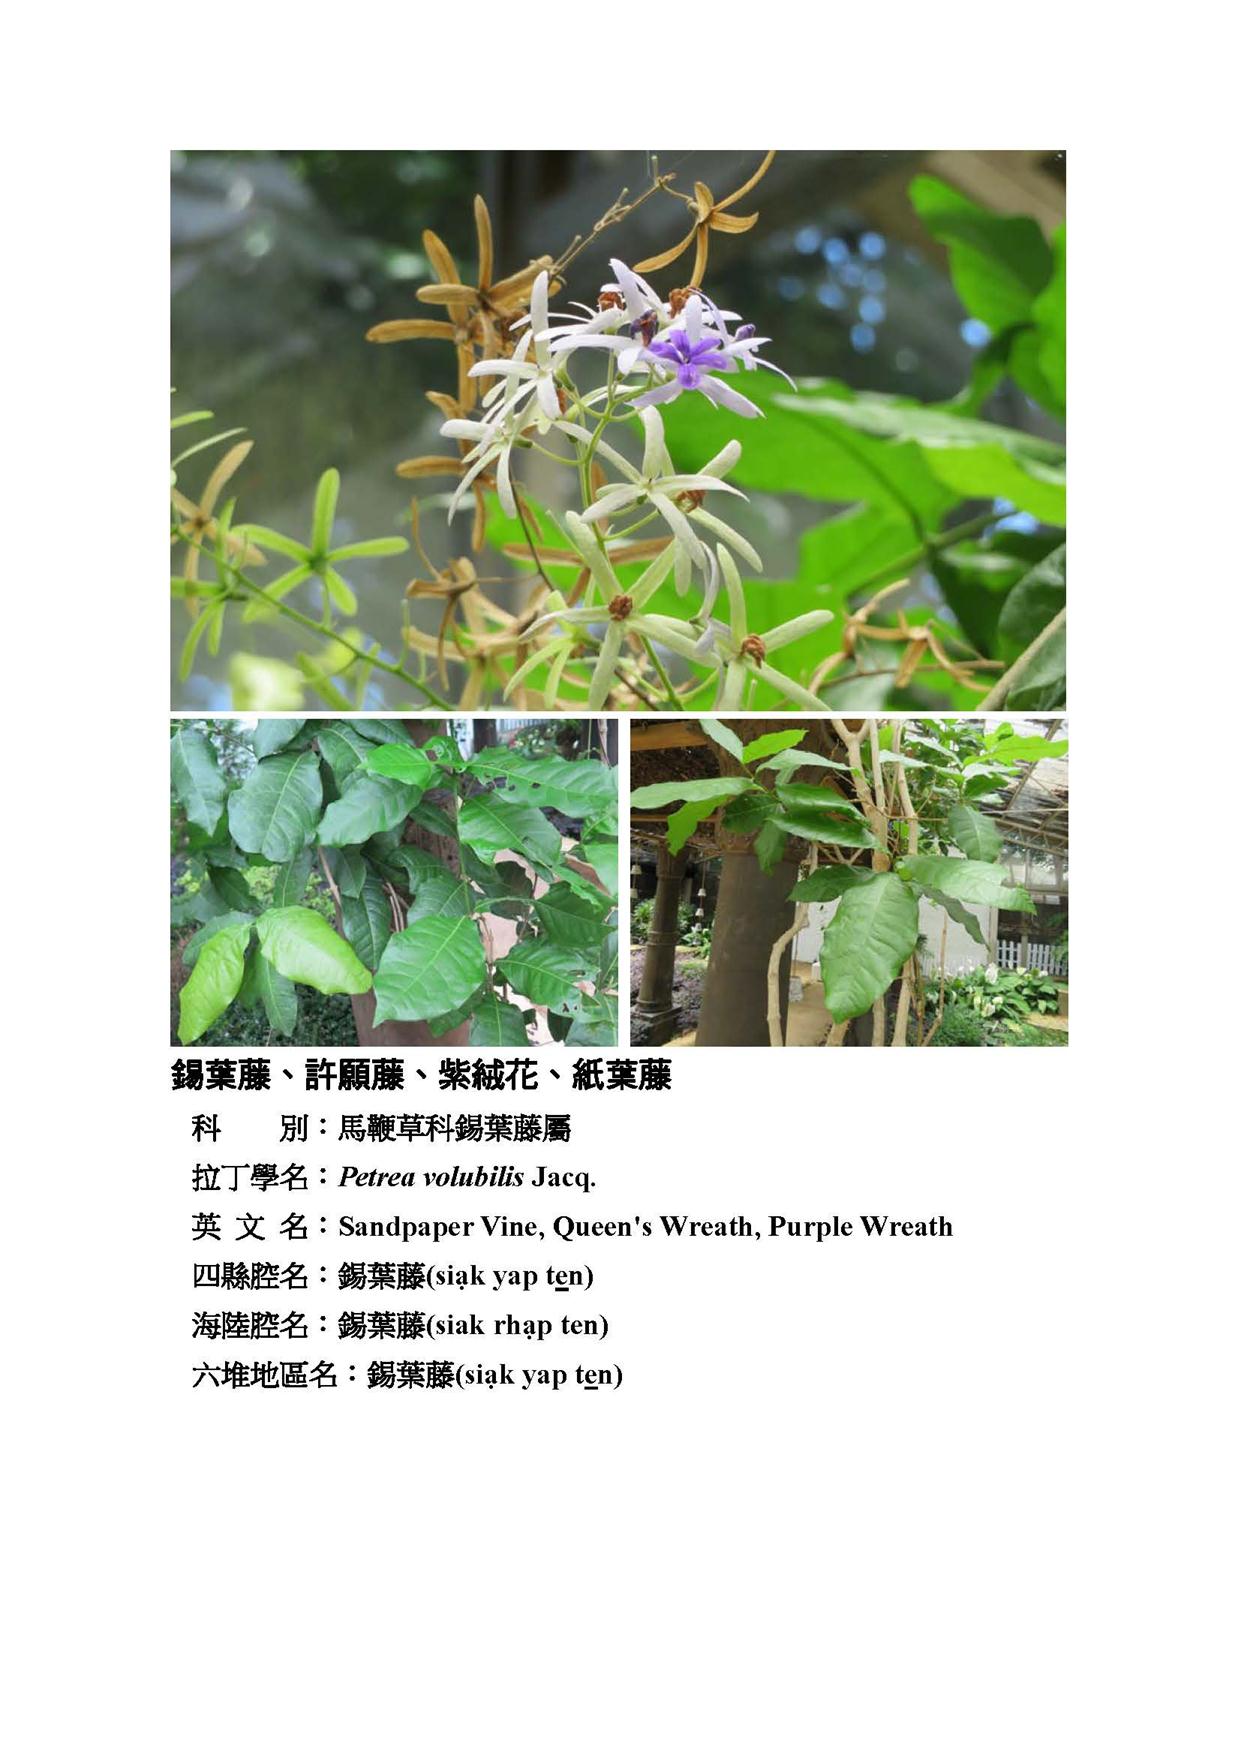 錫葉藤、許願藤、紫絨花、紙葉藤
科　　別：馬鞭草科錫葉藤屬
拉丁學名：Petrea volubilis Jacq.
英 文 名：Sandpaper Vine, Queen's Wreath, Purple Wreath
四縣腔名：錫葉藤(siạk yap te̲n)
海陸腔名：錫葉藤(siak rhạp ten)
六堆地區名：錫葉藤(siạk yap te̲n)